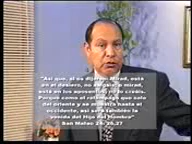 "Así que, si os dijeren: Mirad, está
en el desierto, no salgáis; o mirad,
está en los aposentos, no lo creáis.
Porque como el relámpago que sale
del oriente y se muestra hasta el
occidente, así será también la
venida del Hijo del Hombre"
San Mateo 24:26,27